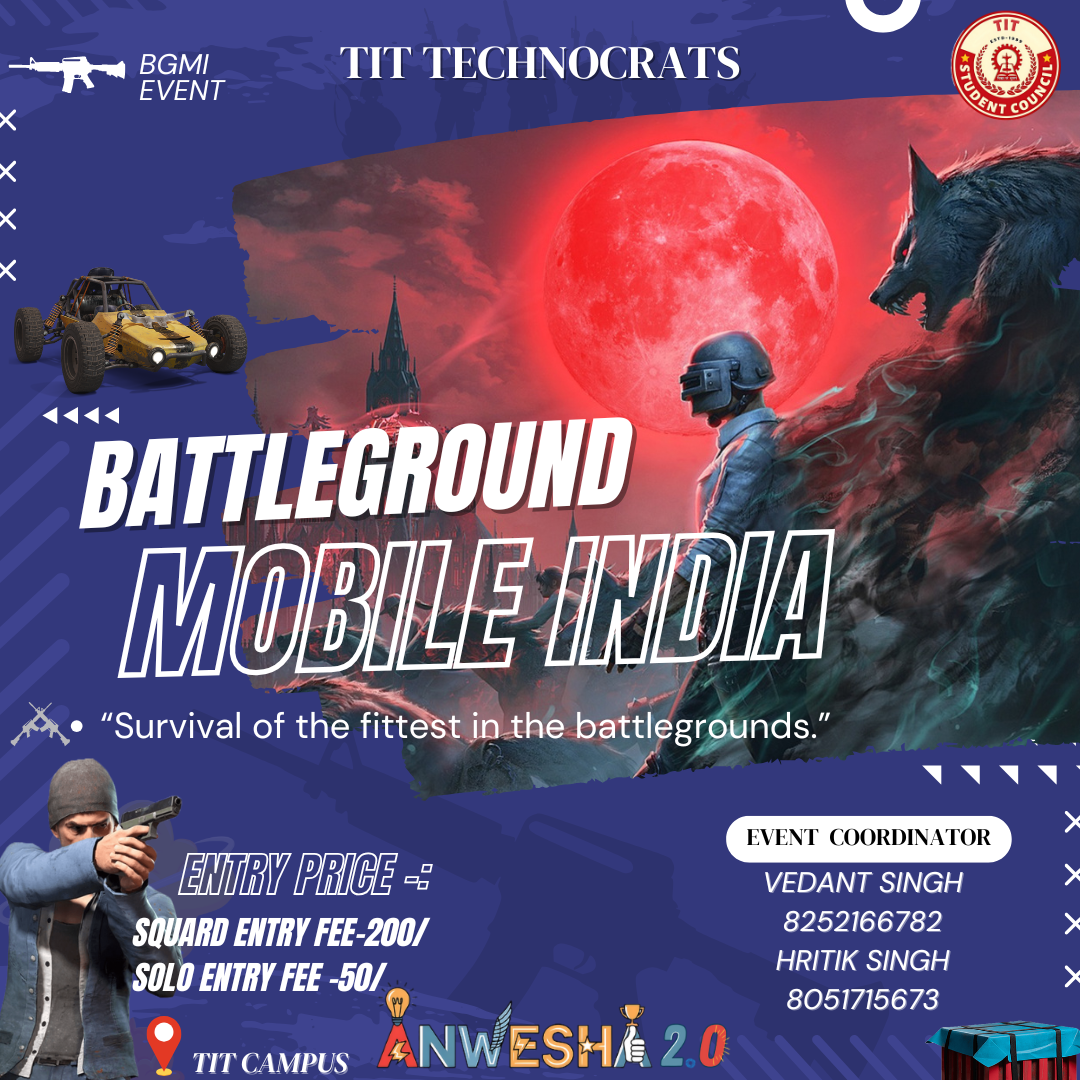 BGMI
EVENT
TIT TECHNOCRATS
TIT
ESTD-1999
STUDENT COUNCIL
BATTLEGROUND
MOBILE INDIA
“Survival of the fittest in the battlegrounds.”
ENTRY PRICE -:
SQUARD ENTRY FEE-200/
SOLO ENTRY FEE -50/
EVENT COORDINATOR
VEDANT SINGH
8252166782
HRITIK SINGH
8051715673
TIT CAMPUS
ANWESHA 2.0